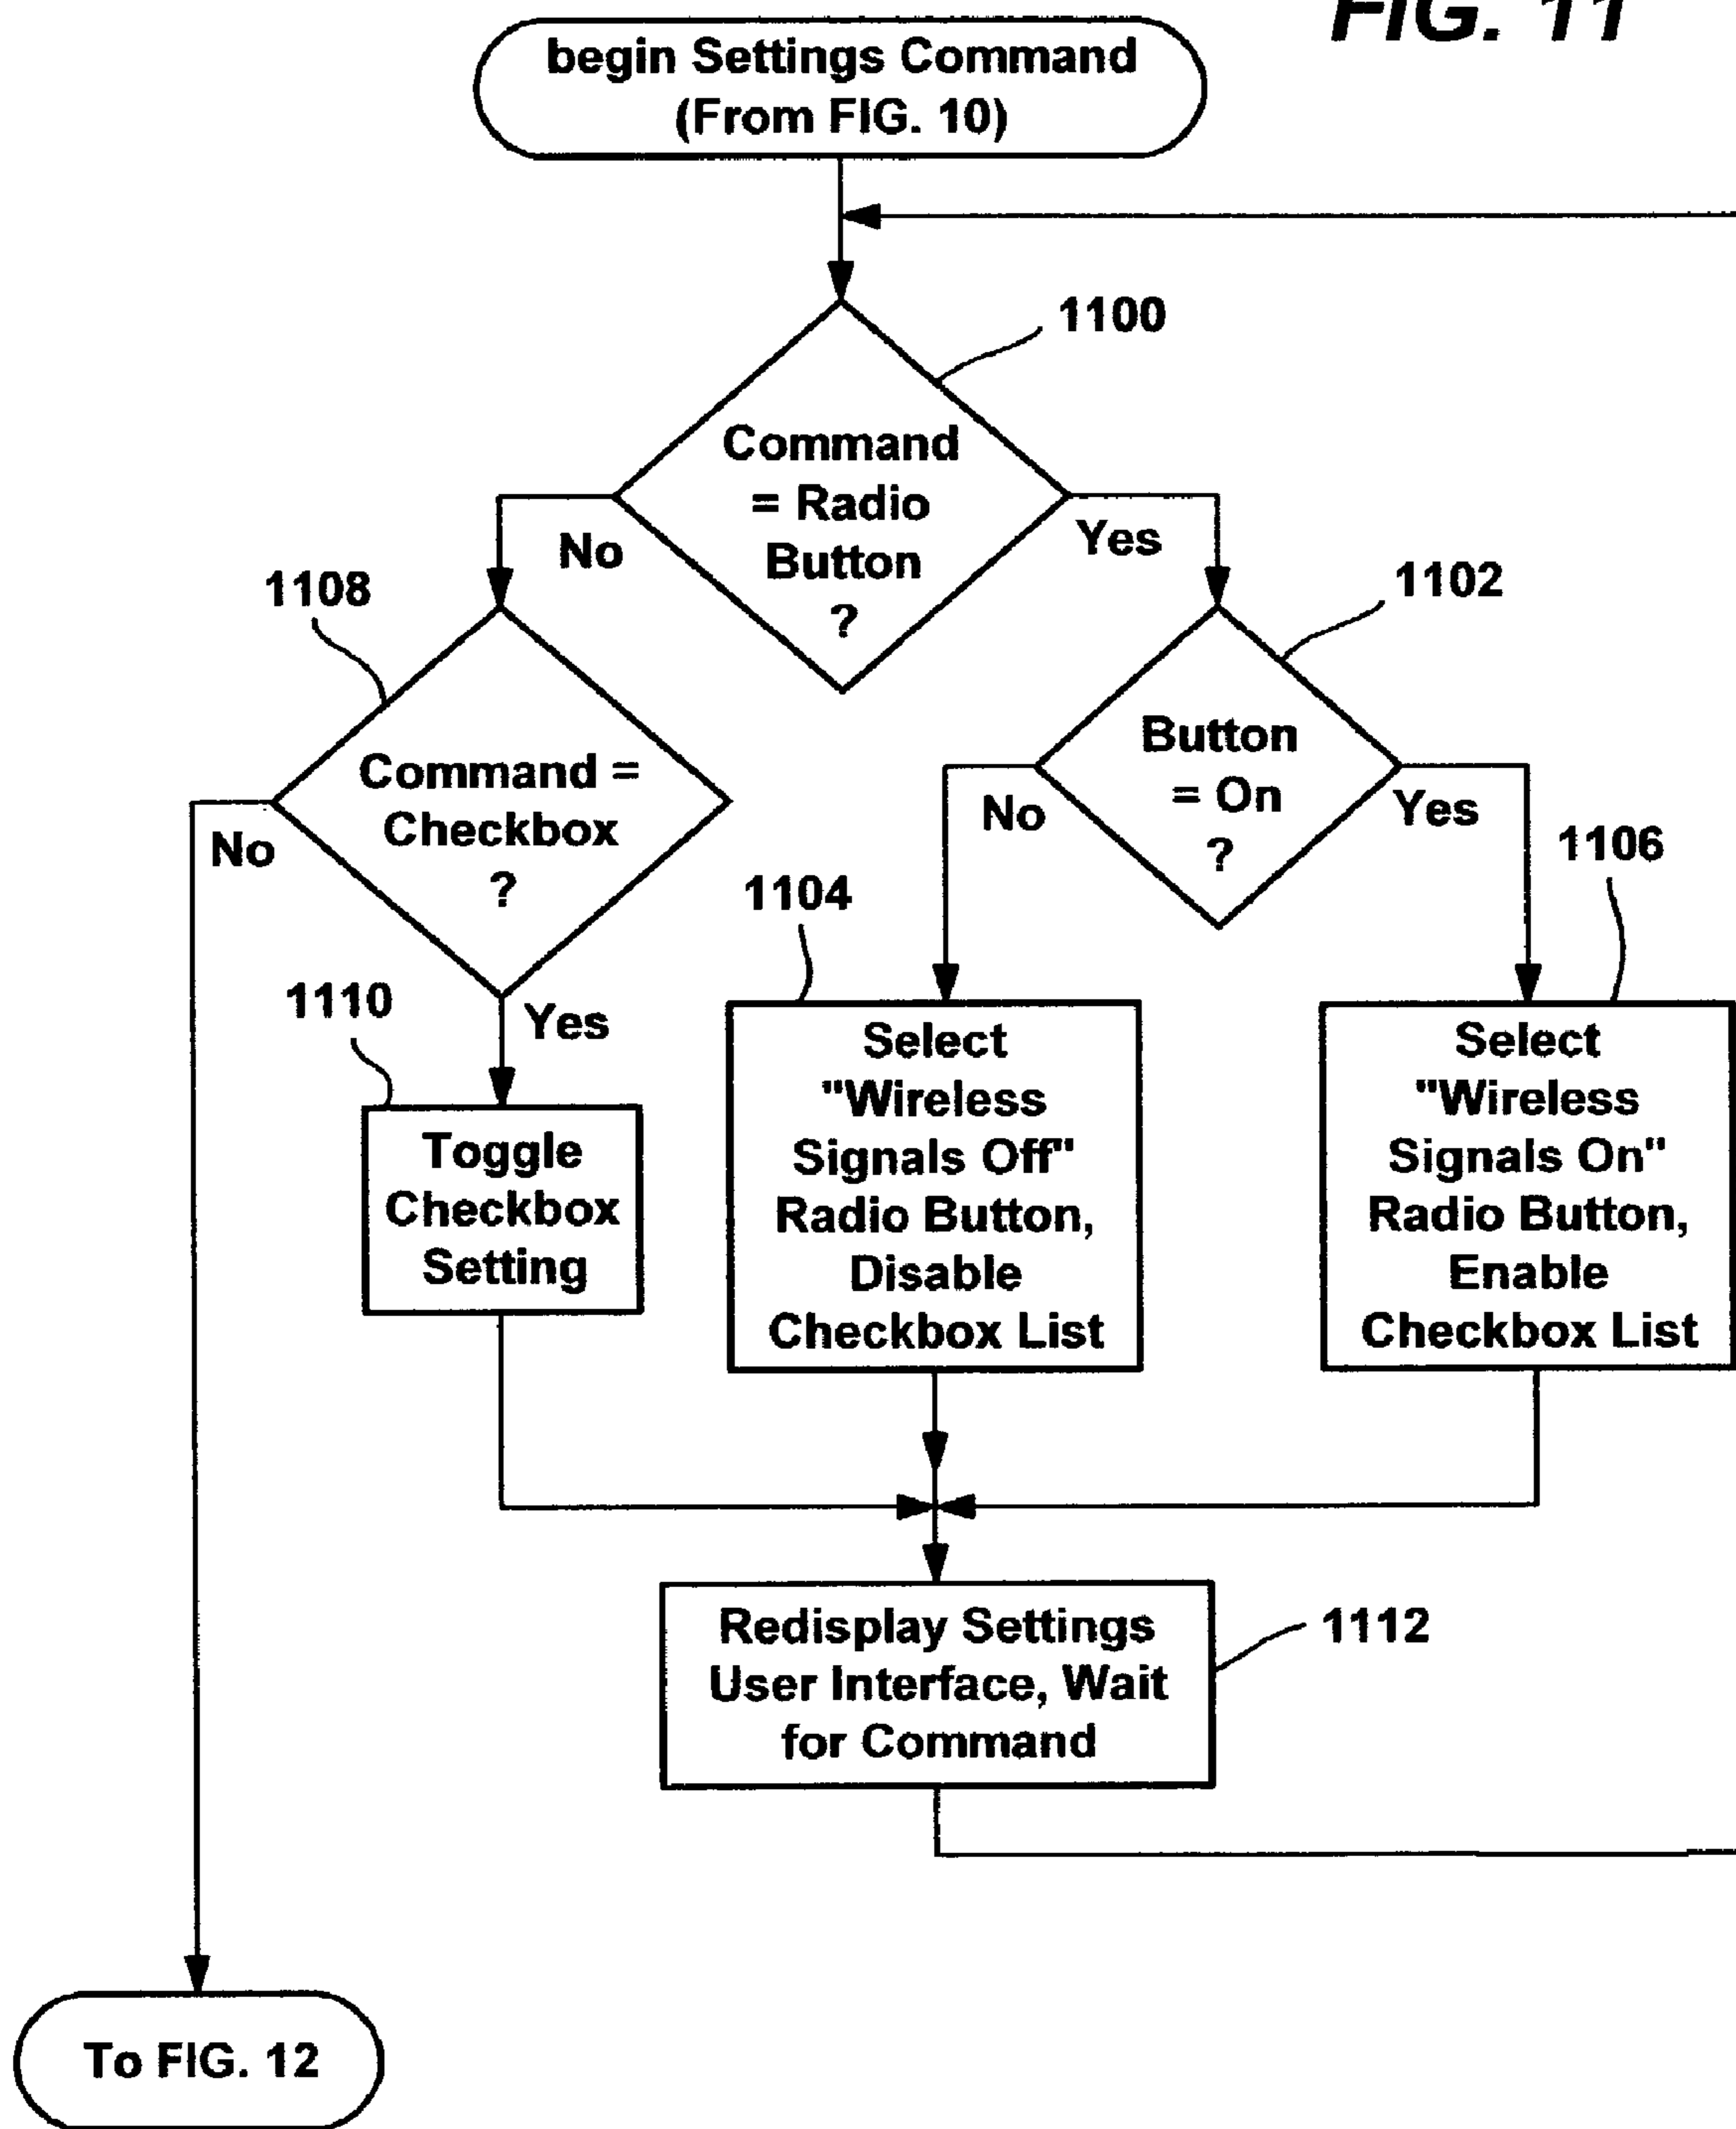 FIG. 11
begin Settings Command
(From FIG. 10)
1100
Command
= Radio
Button
?
No
Yes
1108
1102
Command =
Checkbox
?
Button
= On
?
No
No
Yes
1106
1104
1110
Yes
Toggle
Checkbox
Setting
Select
"Wireless
Signals Off"
Radio Button,
Disable
Checkbox List
Select
"Wireless
Signals On"
Radio Button,
Enable
Checkbox List
Redisplay Settings
User Interface, Wait
for Command
1112
To FIG. 12